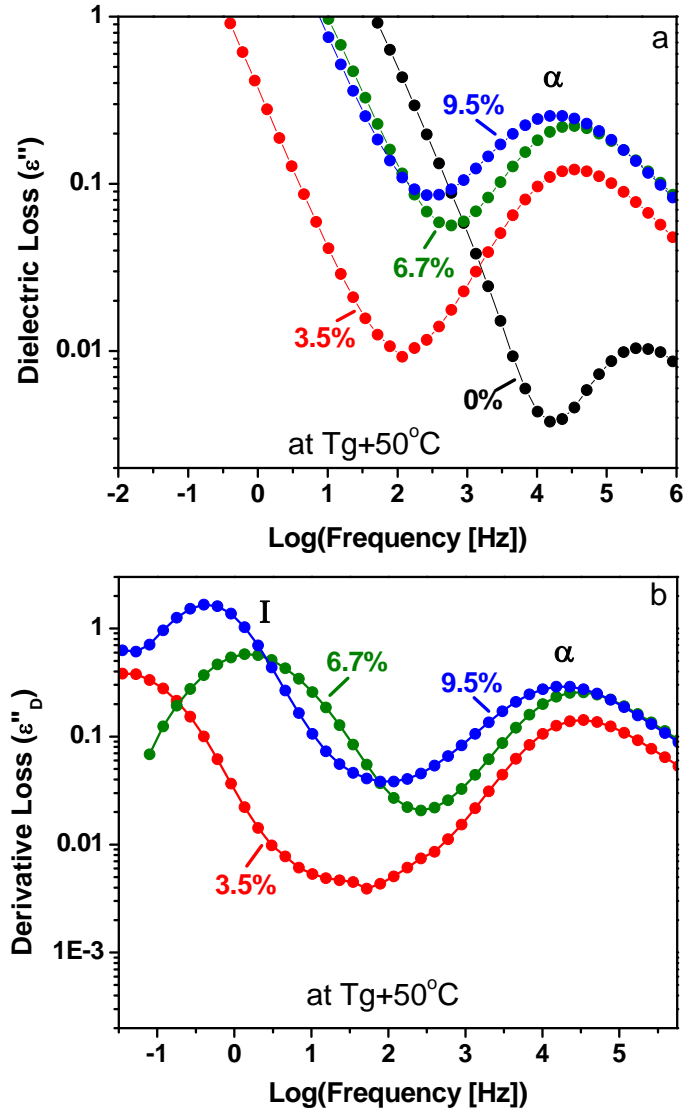 a
1
α
9.5%
Dielectric Loss (ε'')
0.1
6.7%
3.5%
0.01
0%
at Tg+50°C
-2 -1 0 1 2 3 4 5 6
Log(Frequency [Hz])
b
I
1
α
6.7%
9.5%
Derivative Loss (ε''D)
0.1
0.01
3.5%
1E-3
at Tg+50°C
-1 0 1 2 3 4 5
Log(Frequency [Hz])